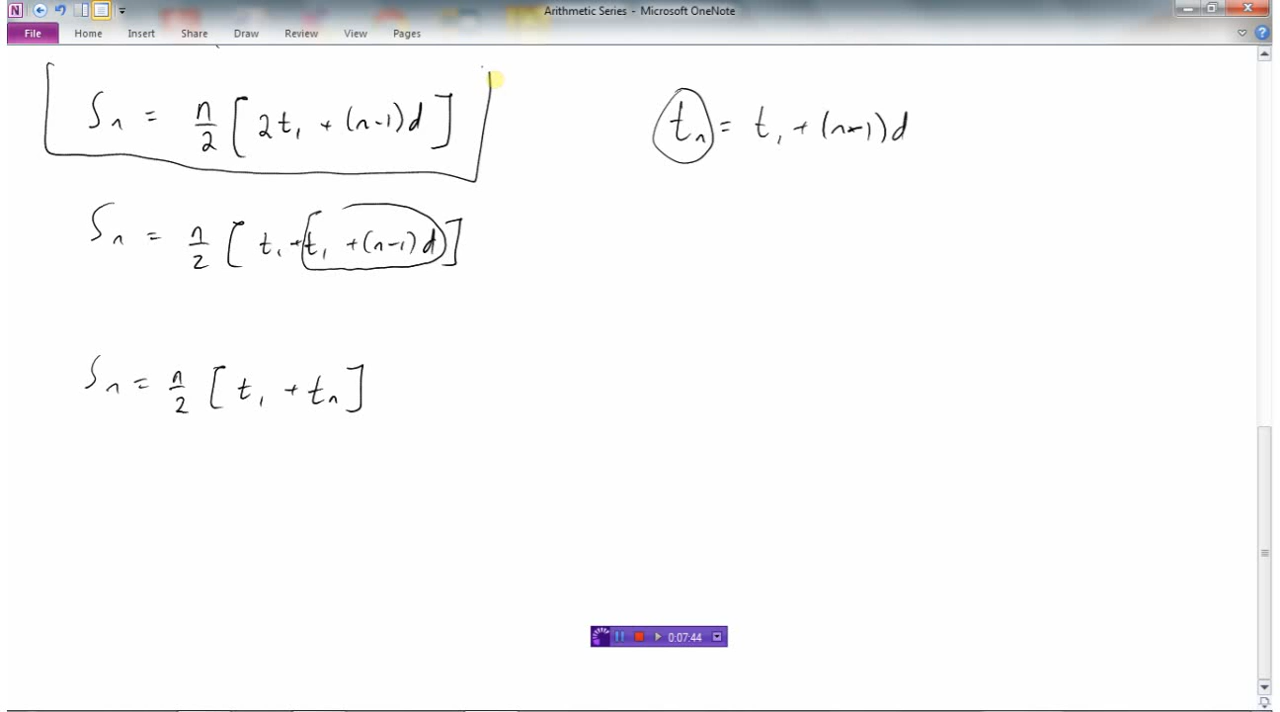 Arithmetic Series - Microsoft OneNote
File Home Insert Share Draw Review View Pages
Sₙ = n/2 [2t₁ + (n-1)d]
tₙ = t₁ + (n-1)d
Sₙ = n/2 [t₁ + t₁ + (n-1)d]
Sₙ = n/2 [t₁ + tₙ]
0:07:44